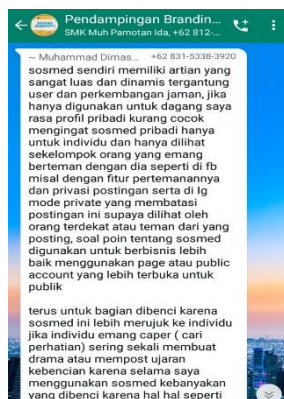 Pendampingan Brandin...
SMK Muh Pamotan Ida, +62 812-...
~ Muhammad Dimas... +62 831-5338-3920
sosmed sendiri memiliki artian yang
sangat luas dan dinamis tergantung
user dan perkembangan jaman, jika
hanya digunakan untuk dagang saya
rasa profil pribadi kurang cocok
mengingat sosmed pribadi hanya
untuk individu dan hanya dilihat
sekelompok orang yang emang
berteman dengan dia seperti di fb
misal dengan fitur pertemanannya
dan privasi postingan serta di Ig
mode private yang membatasi
postingan ini supaya dilihat oleh
orang terdekat atau teman dari yang
posting, soal poin tentang sosmed
digunakan untuk berbisnis lebih
baik menggunakan page atau public
account yang lebih terbuka untuk
publik
terus untuk bagian dibenci karena
sosmed ini lebih merujuk ke individu
jika individu emang caper ( cari
perhatian) sering sekali membuat
drama atau mempost ujaran
kebencian karena selama saya
menggunakan sosmed kebanyakan
yang dibenci karena hal hal seperti